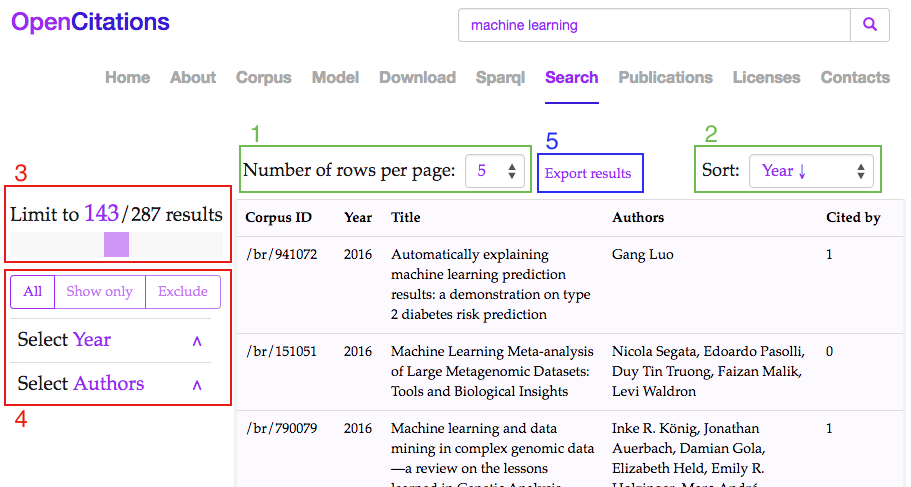 OpenCitations
machine learning
Home About Corpus Model Download Sparql Search Publications Licenses Contacts
1
5
2
Number of rows per page: 5
Export results
Sort: Year ↓
3
Limit to 143/287 results
All Show only Exclude
Select Year ∧
Select Authors ∧
4
Corpus ID Year Title Authors Cited by
/br/941072 2016 Automatically explaining Gang Luo 1
machine learning prediction
results: a demonstration on type
2 diabetes risk prediction
/br/151051 2016 Machine Learning Meta-analysis Nicola Segata, Edoardo Pasolli, 0
of Large Metagenomic Datasets: Duy Tin Truong, Faizan Malik,
Tools and Biological Insights Levi Waldron
/br/790079 2016 Machine learning and data Inke R. König, Jonathan 1
mining in complex genomic data Auerbach, Damian Gola,
—a review on the lessons Elizabeth Held, Emily R.
learned in Genetic Analysis